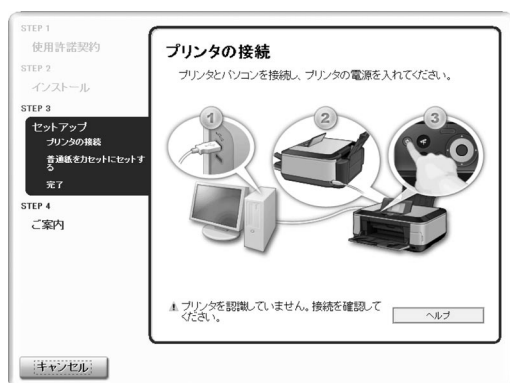 STEP 1
使用許諾契約
STEP 2
インストール
STEP 3
セットアップ
プリンタの接続
普通紙をカセットにセットす
る
完了
STEP 4
ご案内
キャンセル
プリンタの接続
プリンタとパソコンを接続し、プリンタの電源を入れてください。
1
2
3
プリンタを認識していません。接続を確認して
ください。
ヘルプ